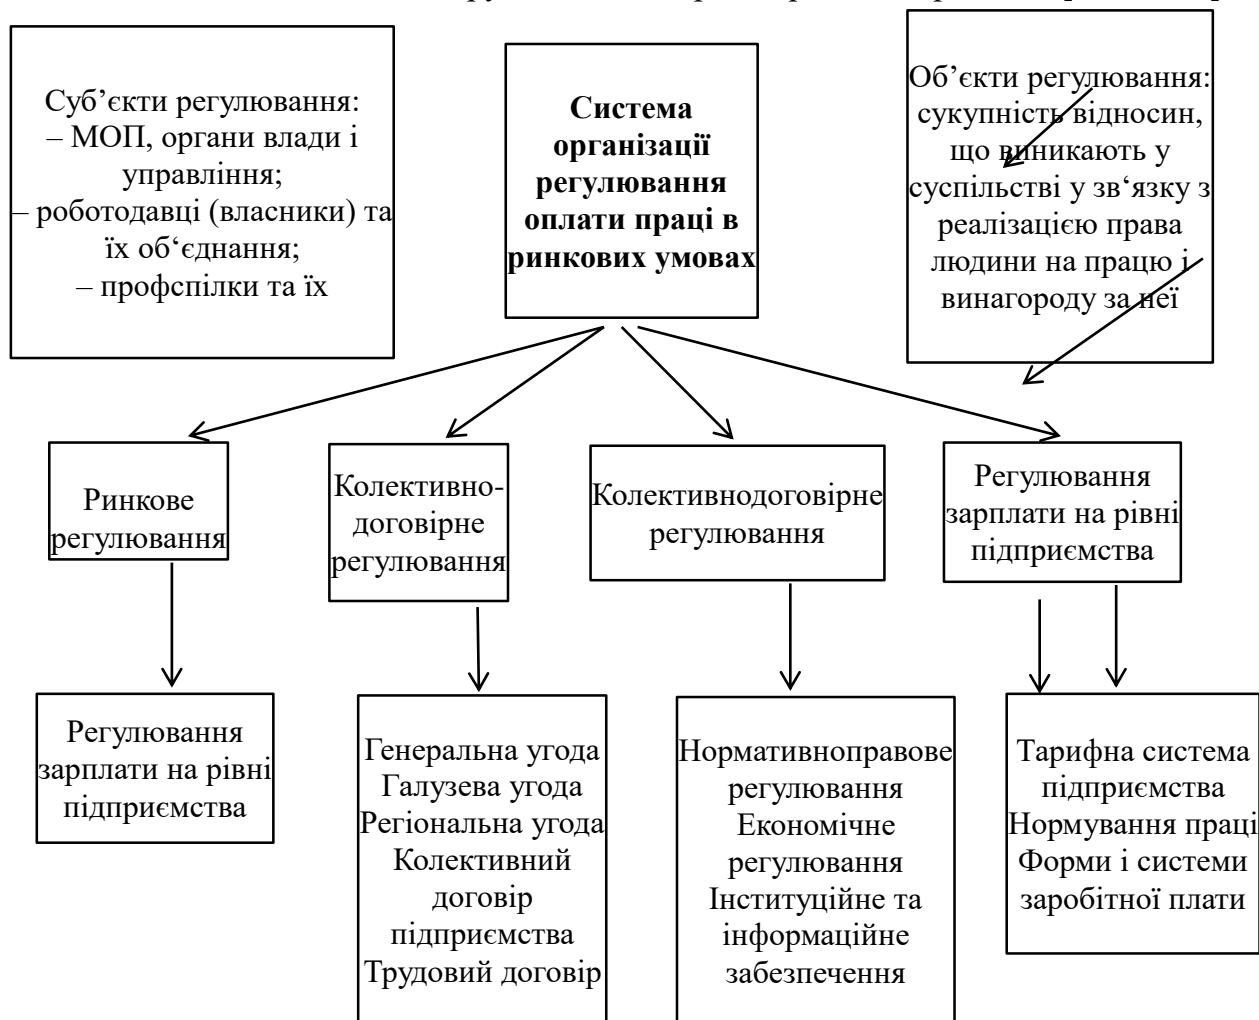 Суб’єкти регулювання:
– МОП, органи влади і
управління;
– роботодавці (власники) та
їх об‘єднання;
– профспілки та їх
Система
організації
регулювання
оплати праці в
ринкових умовах
Об’єкти регулювання:
сукупність відносин,
що виникають у
суспільстві у зв‘язку з
реалізацією права
людини на працю і
винагороду за неї
Ринкове
регулювання
Колективно-
договірне
регулювання
Колективнодоговірне
регулювання
Регулювання
зарплати на рівні
підприємства
Регулювання
зарплати на рівні
підприємства
Генеральна угода
Галузева угода
Регіональна угода
Колективний
договір
підприємства
Трудовий договір
Нормативноправове
регулювання
Економічне
регулювання
Інституційне та
інформаційне
забезпечення
Тарифна система
підприємства
Нормування праці
Форми і системи
заробітної плати